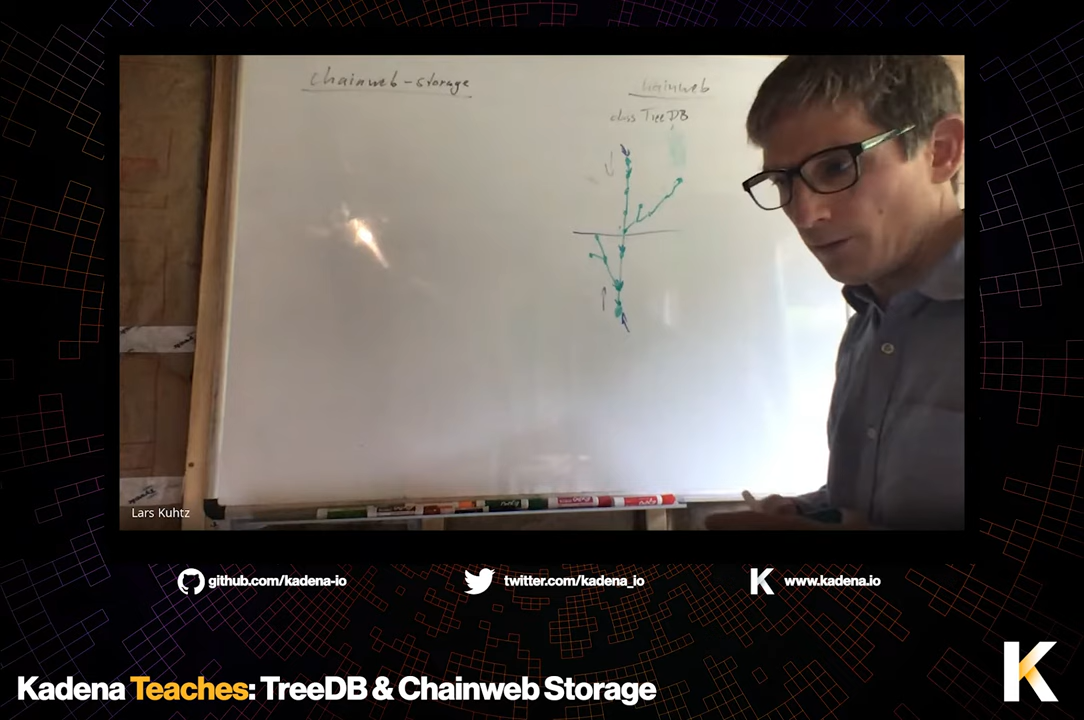 chainweb-storage
chainweb
class TreeDB
Lars Kuhtz
github.com/kadena-io
twitter.com/kadena_io
K www.kadena.io
Kadena Teaches: TreeDB & Chainweb Storage
K